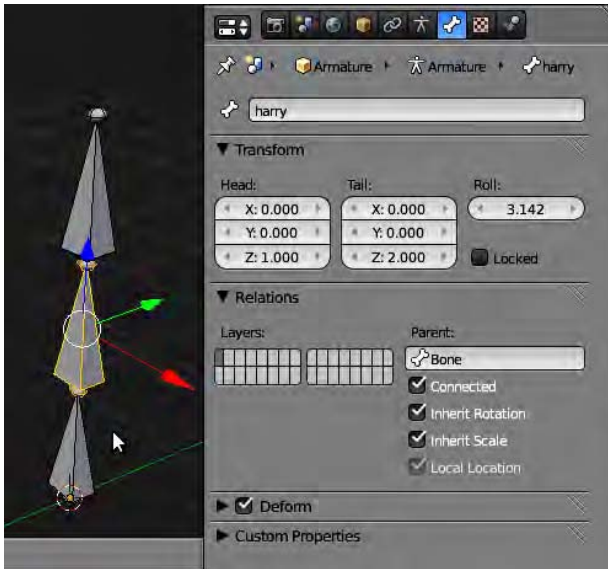 Armature Armature harry
harry
Transform
Head: Tail: Roll:
X: 0.000 X: 0.000 3.142
Y: 0.000 Y: 0.000
Z: 1.000 Z: 2.000 Locked
Relations
Layers: Parent:
Bone
Connected
Inherit Rotation
Inherit Scale
Local Location
Deform
Custom Properties